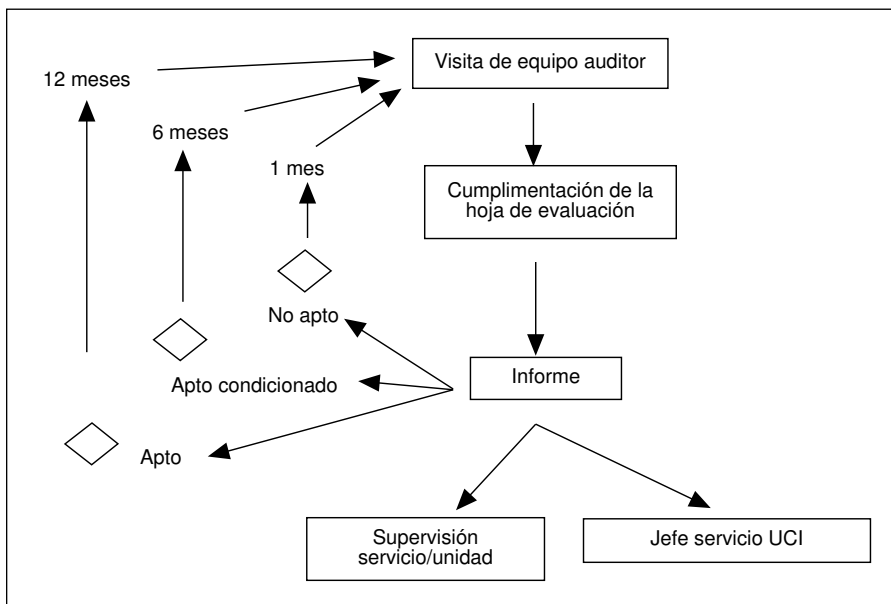 Visita de equipo auditor
12 meses
6 meses
1 mes
Cumplimentación de la
hoja de evaluación
No apto
Informe
Apto condicionado
Apto
Supervisión
servicio/unidad
Jefe servicio UCI